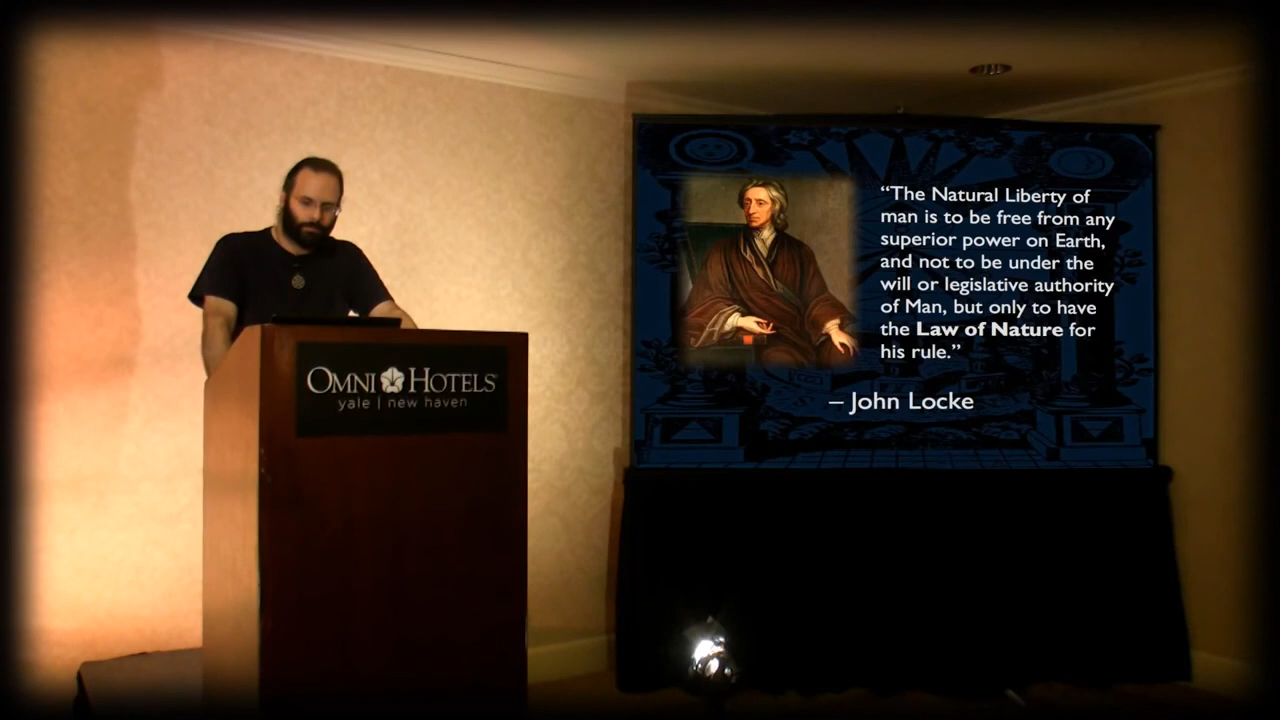 OMNI HOTELS
yale | new haven
“The Natural Liberty of
man is to be free from any
superior power on Earth,
and not to be under the
will or legislative authority
of Man, but only to have
the Law of Nature for
his rule.”
– John Locke